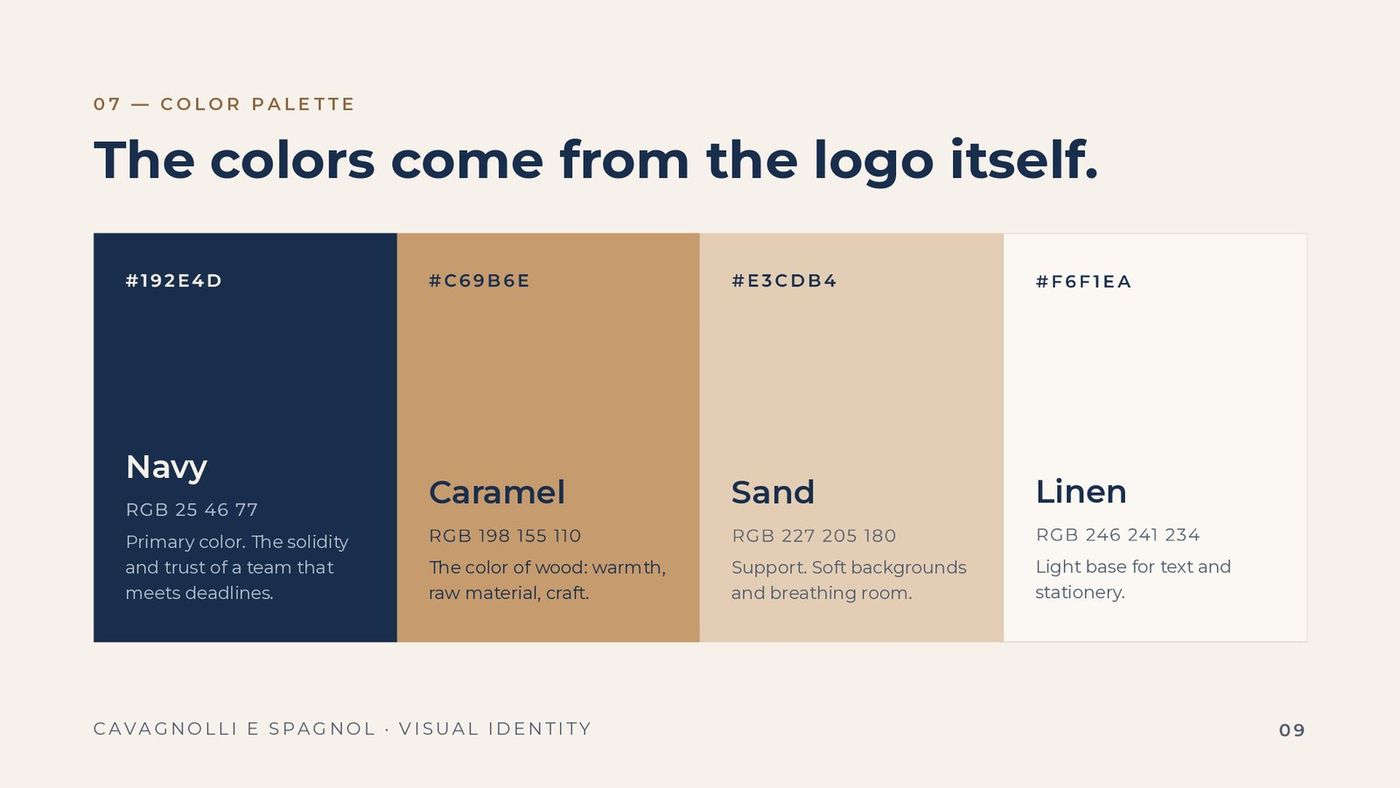 07 — COLOR PALETTE
The colors come from the logo itself.
#192E4D
Navy
RGB 25 46 77
Primary color. The solidity
and trust of a team that
meets deadlines.
#C69B6E
Caramel
RGB 198 155 110
The color of wood: warmth,
raw material, craft.
#E3CDB4
Sand
RGB 227 205 180
Support. Soft backgrounds
and breathing room.
#F6F1EA
Linen
RGB 246 241 234
Light base for text and
stationery.
CAVAGNOLLI E SPAGNOL · VISUAL IDENTITY
09